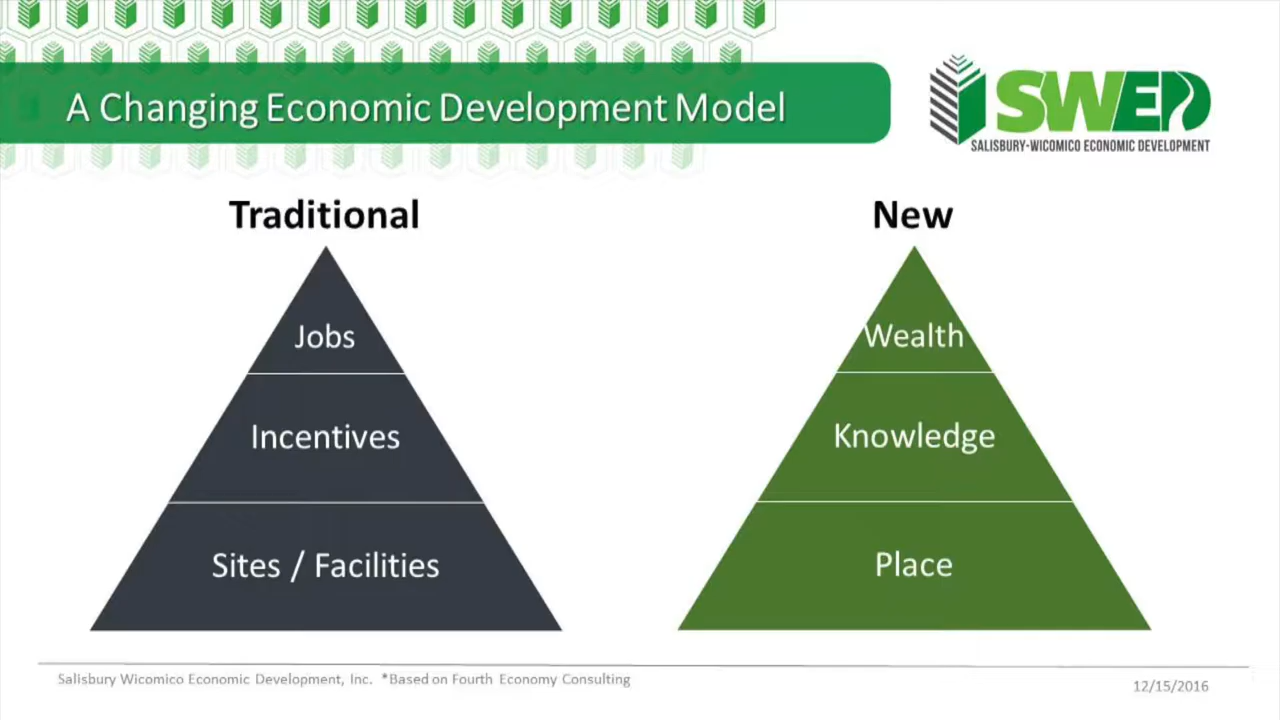 A Changing Economic Development Model
SWED
SALISBURY-WICOMICO ECONOMIC DEVELOPMENT
Traditional
Jobs
Incentives
Sites / Facilities
New
Wealth
Knowledge
Place
Salisbury Wicomico Economic Development, Inc. *Based on Fourth Economy Consulting
12/15/2016